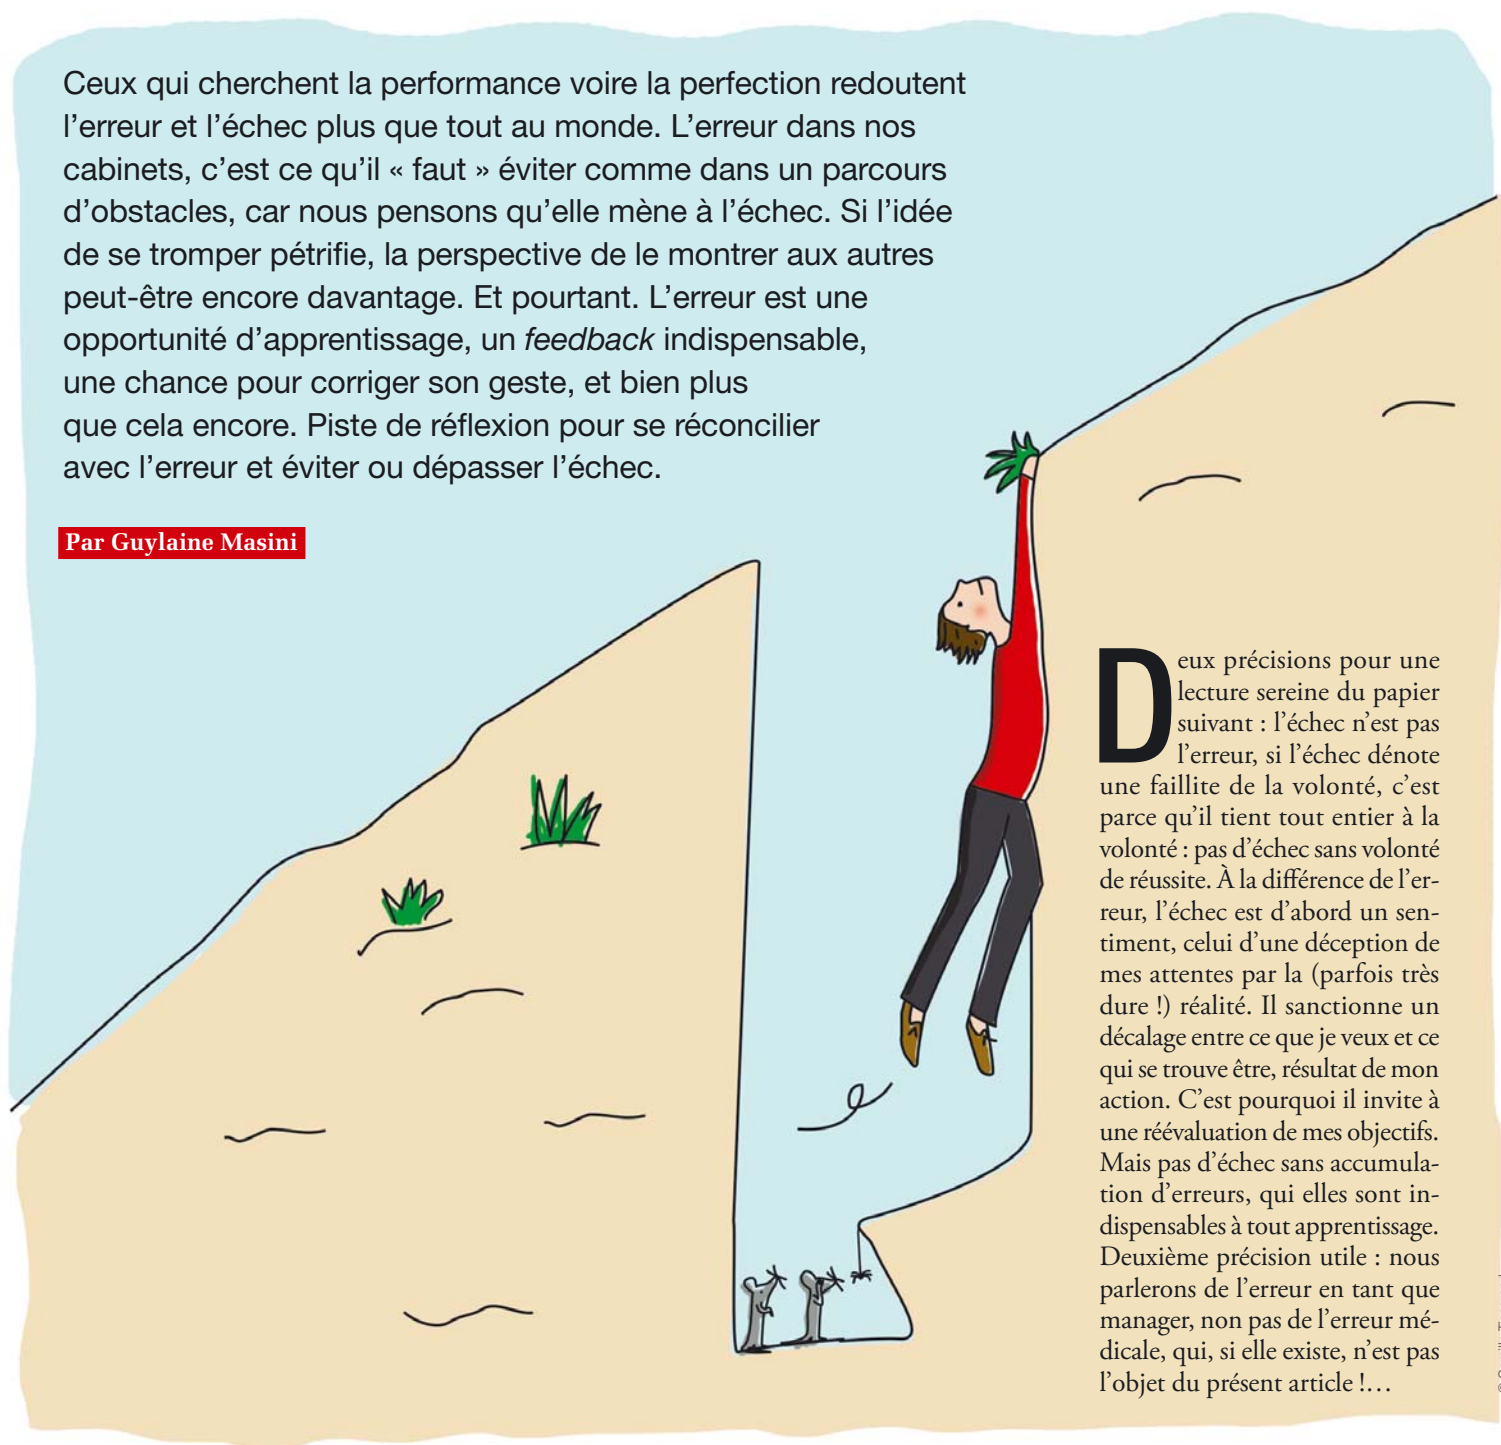 Ceux qui cherchent la performance voire la perfection redoutent
l’erreur et l’échec plus que tout au monde. L’erreur dans nos
cabinets, c’est ce qu’il « faut » éviter comme dans un parcours
d’obstacles, car nous pensons qu’elle mène à l’échec. Si l’idée
de se tromper pétrifie, la perspective de le montrer aux autres
peut-être encore davantage. Et pourtant. L’erreur est une
opportunité d’apprentissage, un feedback indispensable,
une chance pour corriger son geste, et bien plus
que cela encore. Piste de réflexion pour se réconcilier
avec l’erreur et éviter ou dépasser l’échec.
Par Guylaine Masini
Deux précisions pour une
lecture sereine du papier
suivant : l’échec n’est pas
l’erreur, si l’échec dénote
une faillite de la volonté, c’est
parce qu’il tient tout entier à la
volonté : pas d’échec sans volonté
de réussite. À la différence de l’er-
reur, l’échec est d’abord un sen-
timent, celui d’une déception de
mes attentes par la (parfois très
dure !) réalité. Il sanctionne un
décalage entre ce que je veux et ce
qui se trouve être, résultat de mon
action. C’est pourquoi il invite à
une réévaluation de mes objectifs.
Mais pas d’échec sans accumula-
tion d’erreurs, qui elles sont in-
dispensables à tout apprentissage.
Deuxième précision utile : nous
parlerons de l’erreur en tant que
manager, non pas de l’erreur mé-
dicale, qui, si elle existe, n’est pas
l’objet du présent article !…